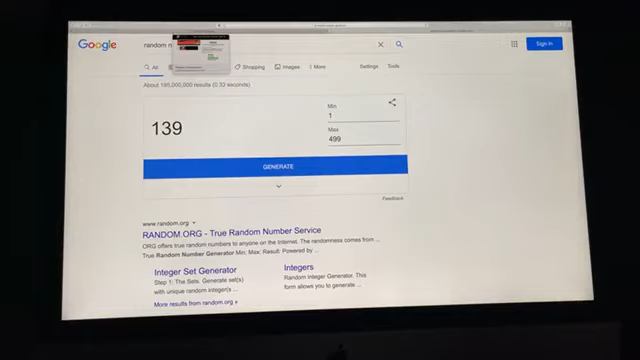 Google
random n
Sign in
All
Shopping
Images
More
Settings
Tools
About 185,000,000 results (0.32 seconds)
Min
1
139
Max
499
GENERATE
Feedback
www.random.org
RANDOM.ORG - True Random Number Service
ORG offers true random numbers to anyone on the Internet. The randomness comes from ...
True Random Number Generator Min: Max: Result: Powered by ...
Integer Set Generator
Step 1: The Sets. Generate set(s)
with unique random integer(s ...
Integers
Random Integer Generator. This
form allows you to generate ...
More results from random.org »